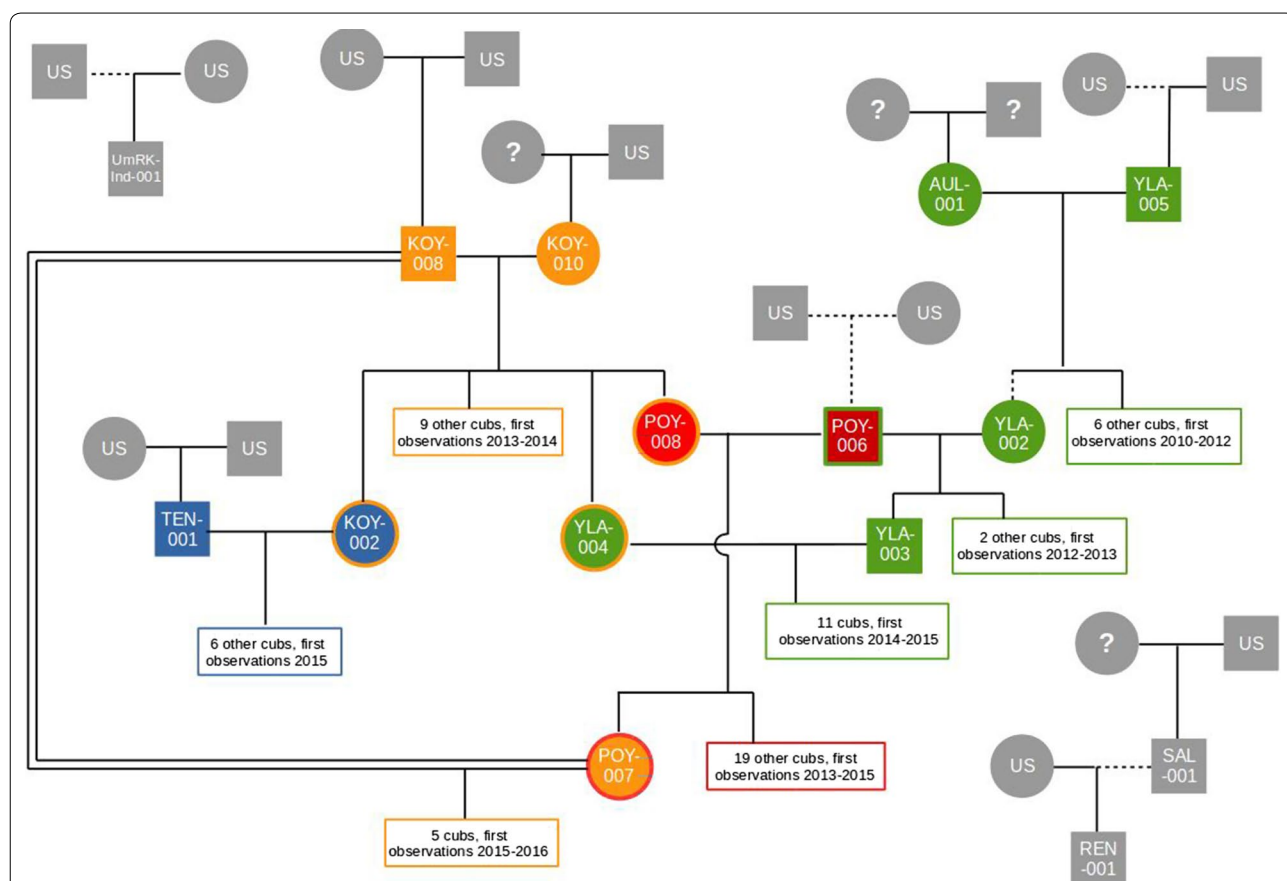 US
US
UmRK-
Ind-001
US
US
?
US
?
?
US
US
AUL-
001
YLA-
005
KOY-
008
KOY-
010
US
US
9 other cubs, first
observations 2013-2014
POY-
008
POY-
006
YLA-
002
6 other cubs, first
observations 2010-2012
US
US
TEN-
001
KOY-
002
YLA-
004
YLA-
003
2 other cubs, first
observations 2012-2013
6 other cubs, first
observations 2015
11 cubs, first
observations 2014-2015
?
US
POY-
007
19 other cubs, first
observations 2013-2015
US
SAL
-001
5 cubs, first
observations 2015-2016
REN
-001